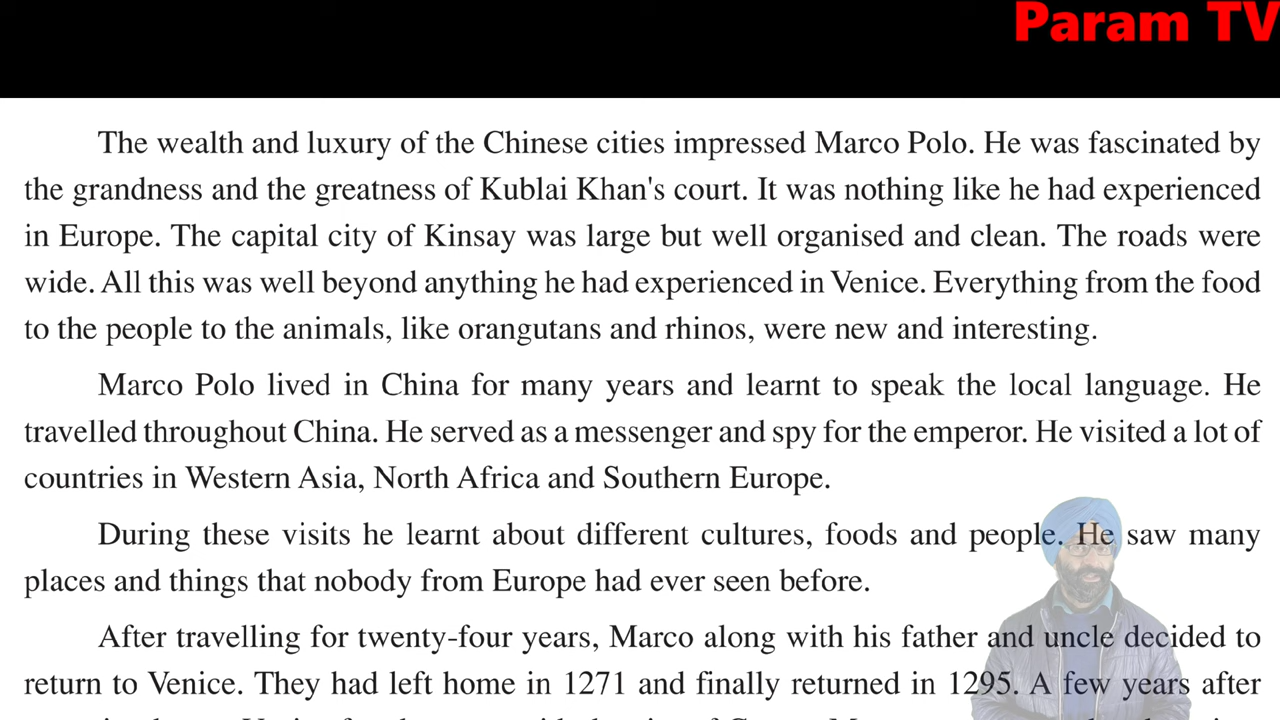 Param TV
The wealth and luxury of the Chinese cities impressed Marco Polo. He was fascinated by
the grandness and the greatness of Kublai Khan's court. It was nothing like he had experienced
in Europe. The capital city of Kinsay was large but well organised and clean. The roads were
wide. All this was well beyond anything he had experienced in Venice. Everything from the food
to the people to the animals, like orangutans and rhinos, were new and interesting.
Marco Polo lived in China for many years and learnt to speak the local language. He
travelled throughout China. He served as a messenger and spy for the emperor. He visited a lot of
countries in Western Asia, North Africa and Southern Europe.
During these visits he learnt about different cultures, foods and people. He saw many
places and things that nobody from Europe had ever seen before.
After travelling for twenty-four years, Marco along with his father and uncle decided to
return to Venice. They had left home in 1271 and finally returned in 1295. A few years after